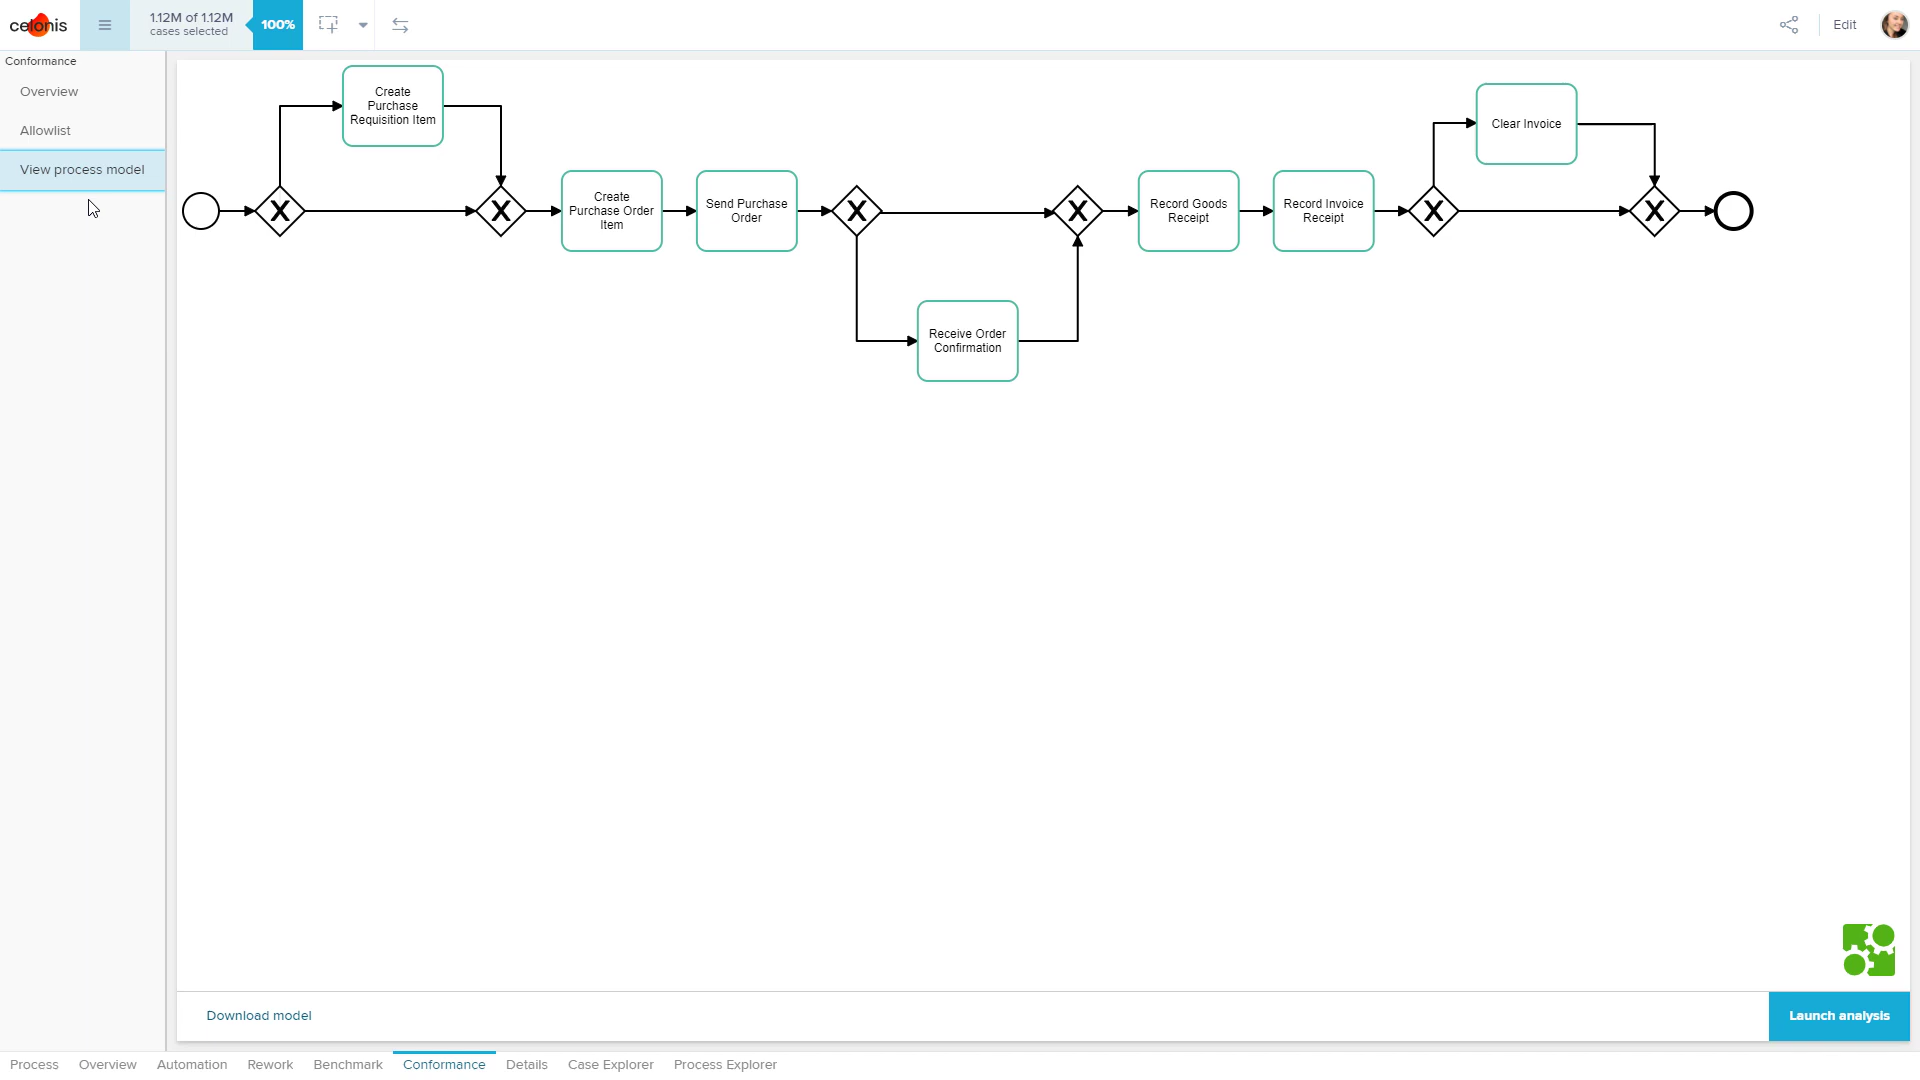 celonis
1.12M of 1.12M
cases selected
100%
Edit
Conformance
Overview
Allowlist
View process model
Create
Purchase
Requisition Item
Clear Invoice
X
X
Create
Purchase Order
Item
Send Purchase
Order
X
X
Record Goods
Receipt
Record Invoice
Receipt
X
X
Receive Order
Confirmation
Download model
Launch analysis
Process
Overview
Automation
Rework
Benchmark
Conformance
Details
Case Explorer
Process Explorer